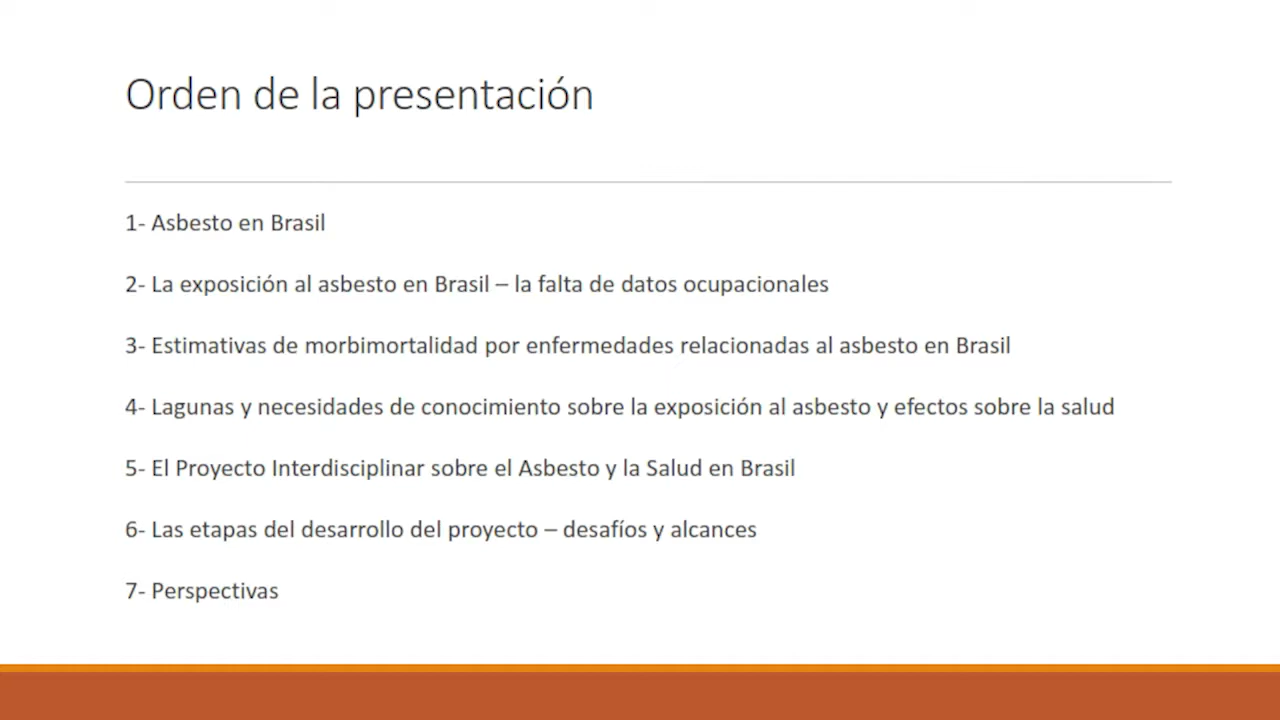 Orden de la presentación
1- Asbesto en Brasil
2- La exposición al asbesto en Brasil – la falta de datos ocupacionales
3- Estimativas de morbimortalidad por enfermedades relacionadas al asbesto en Brasil
4- Lagunas y necesidades de conocimiento sobre la exposición al asbesto y efectos sobre la salud
5- El Proyecto Interdisciplinar sobre el Asbesto y la Salud en Brasil
6- Las etapas del desarrollo del proyecto – desafíos y alcances
7- Perspectivas